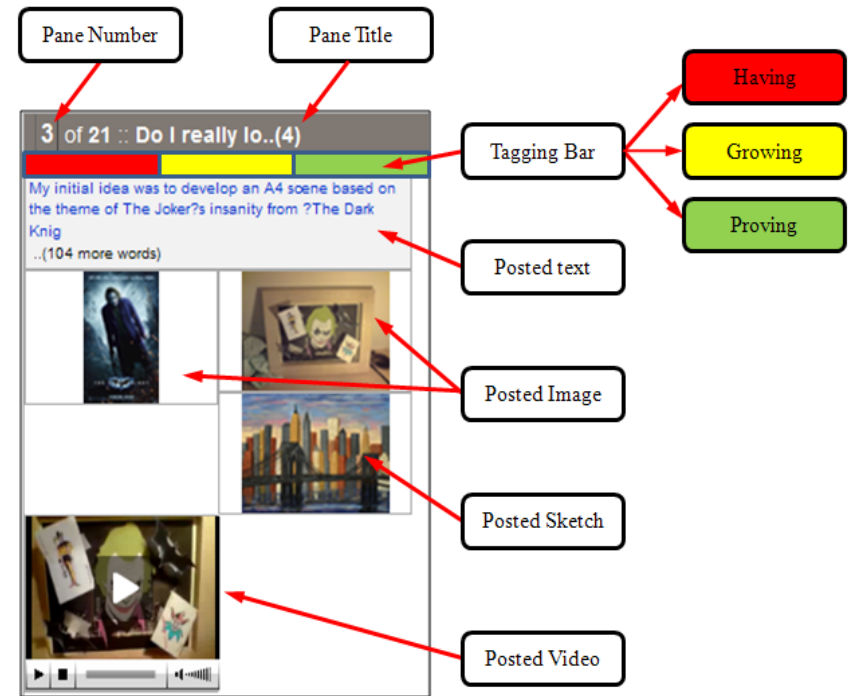 Pane Number
Pane Title
Having
3 of 21 :: Do I really lo..(4)
Tagging Bar
Growing
My initial idea was to develop an A4 scene based on
the theme of The Joker?s insanity from ?The Dark
Knig
..(104 more words)
Proving
Posted text
Posted Image
Posted Sketch
Posted Video